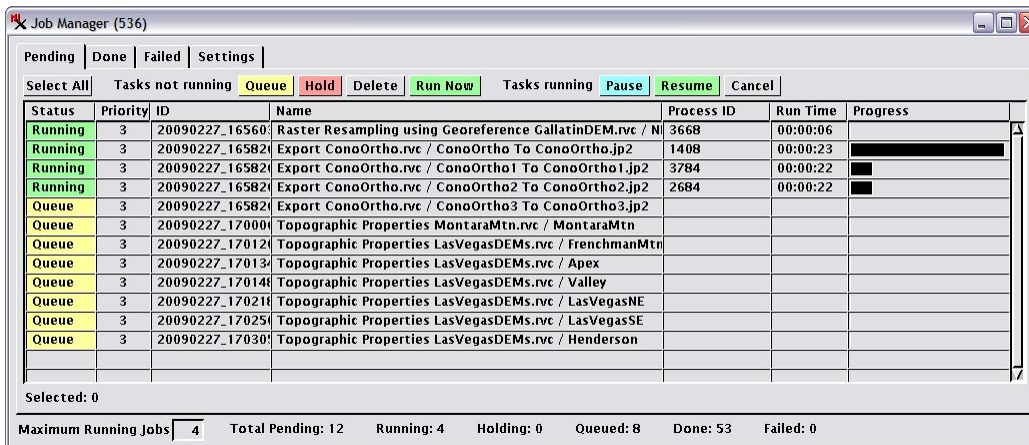 Job Manager (536)
Pending Done Failed Settings
Select All Tasks not running Queue Hold Delete Run Now Tasks running Pause Resume Cancel
Status Priority ID Name Process ID Run Time Progress
Running 3 20090227_16560 Raster Resampling using Georeference GallatinDEM.rvc / 3668 00:00:06
Running 3 20090227_16582 Export ConoOrtho.rvc / ConoOrtho To ConoOrtho.jp2 1408 00:00:23
Running 3 20090227_16582 Export ConoOrtho.rvc / ConoOrtho1 To ConoOrtho1.jp2 3784 00:00:22
Running 3 20090227_16582 Export ConoOrtho.rvc / ConoOrtho2 To ConoOrtho2.jp2 2684 00:00:22
Queue 3 20090227_16582 Export ConoOrtho.rvc / ConoOrtho3 To ConoOrtho3.jp2
Queue 3 20090227_17000 Topographic Properties MontaraMtn.rvc / MontaraMtn
Queue 3 20090227_17012 Topographic Properties LasVegasDEMs.rvc / FrenchmanMtn
Queue 3 20090227_17013 Topographic Properties LasVegasDEMs.rvc / Apex
Queue 3 20090227_17014 Topographic Properties LasVegasDEMs.rvc / Valley
Queue 3 20090227_17021 Topographic Properties LasVegasDEMs.rvc / LasVegasNE
Queue 3 20090227_17025 Topographic Properties LasVegasDEMs.rvc / LasVegasSE
Queue 3 20090227_17030 Topographic Properties LasVegasDEMs.rvc / Henderson
Selected: 0
Maximum Running Jobs 4 Total Pending: 12 Running: 4 Holding: 0 Queued: 8 Done: 53 Failed: 0